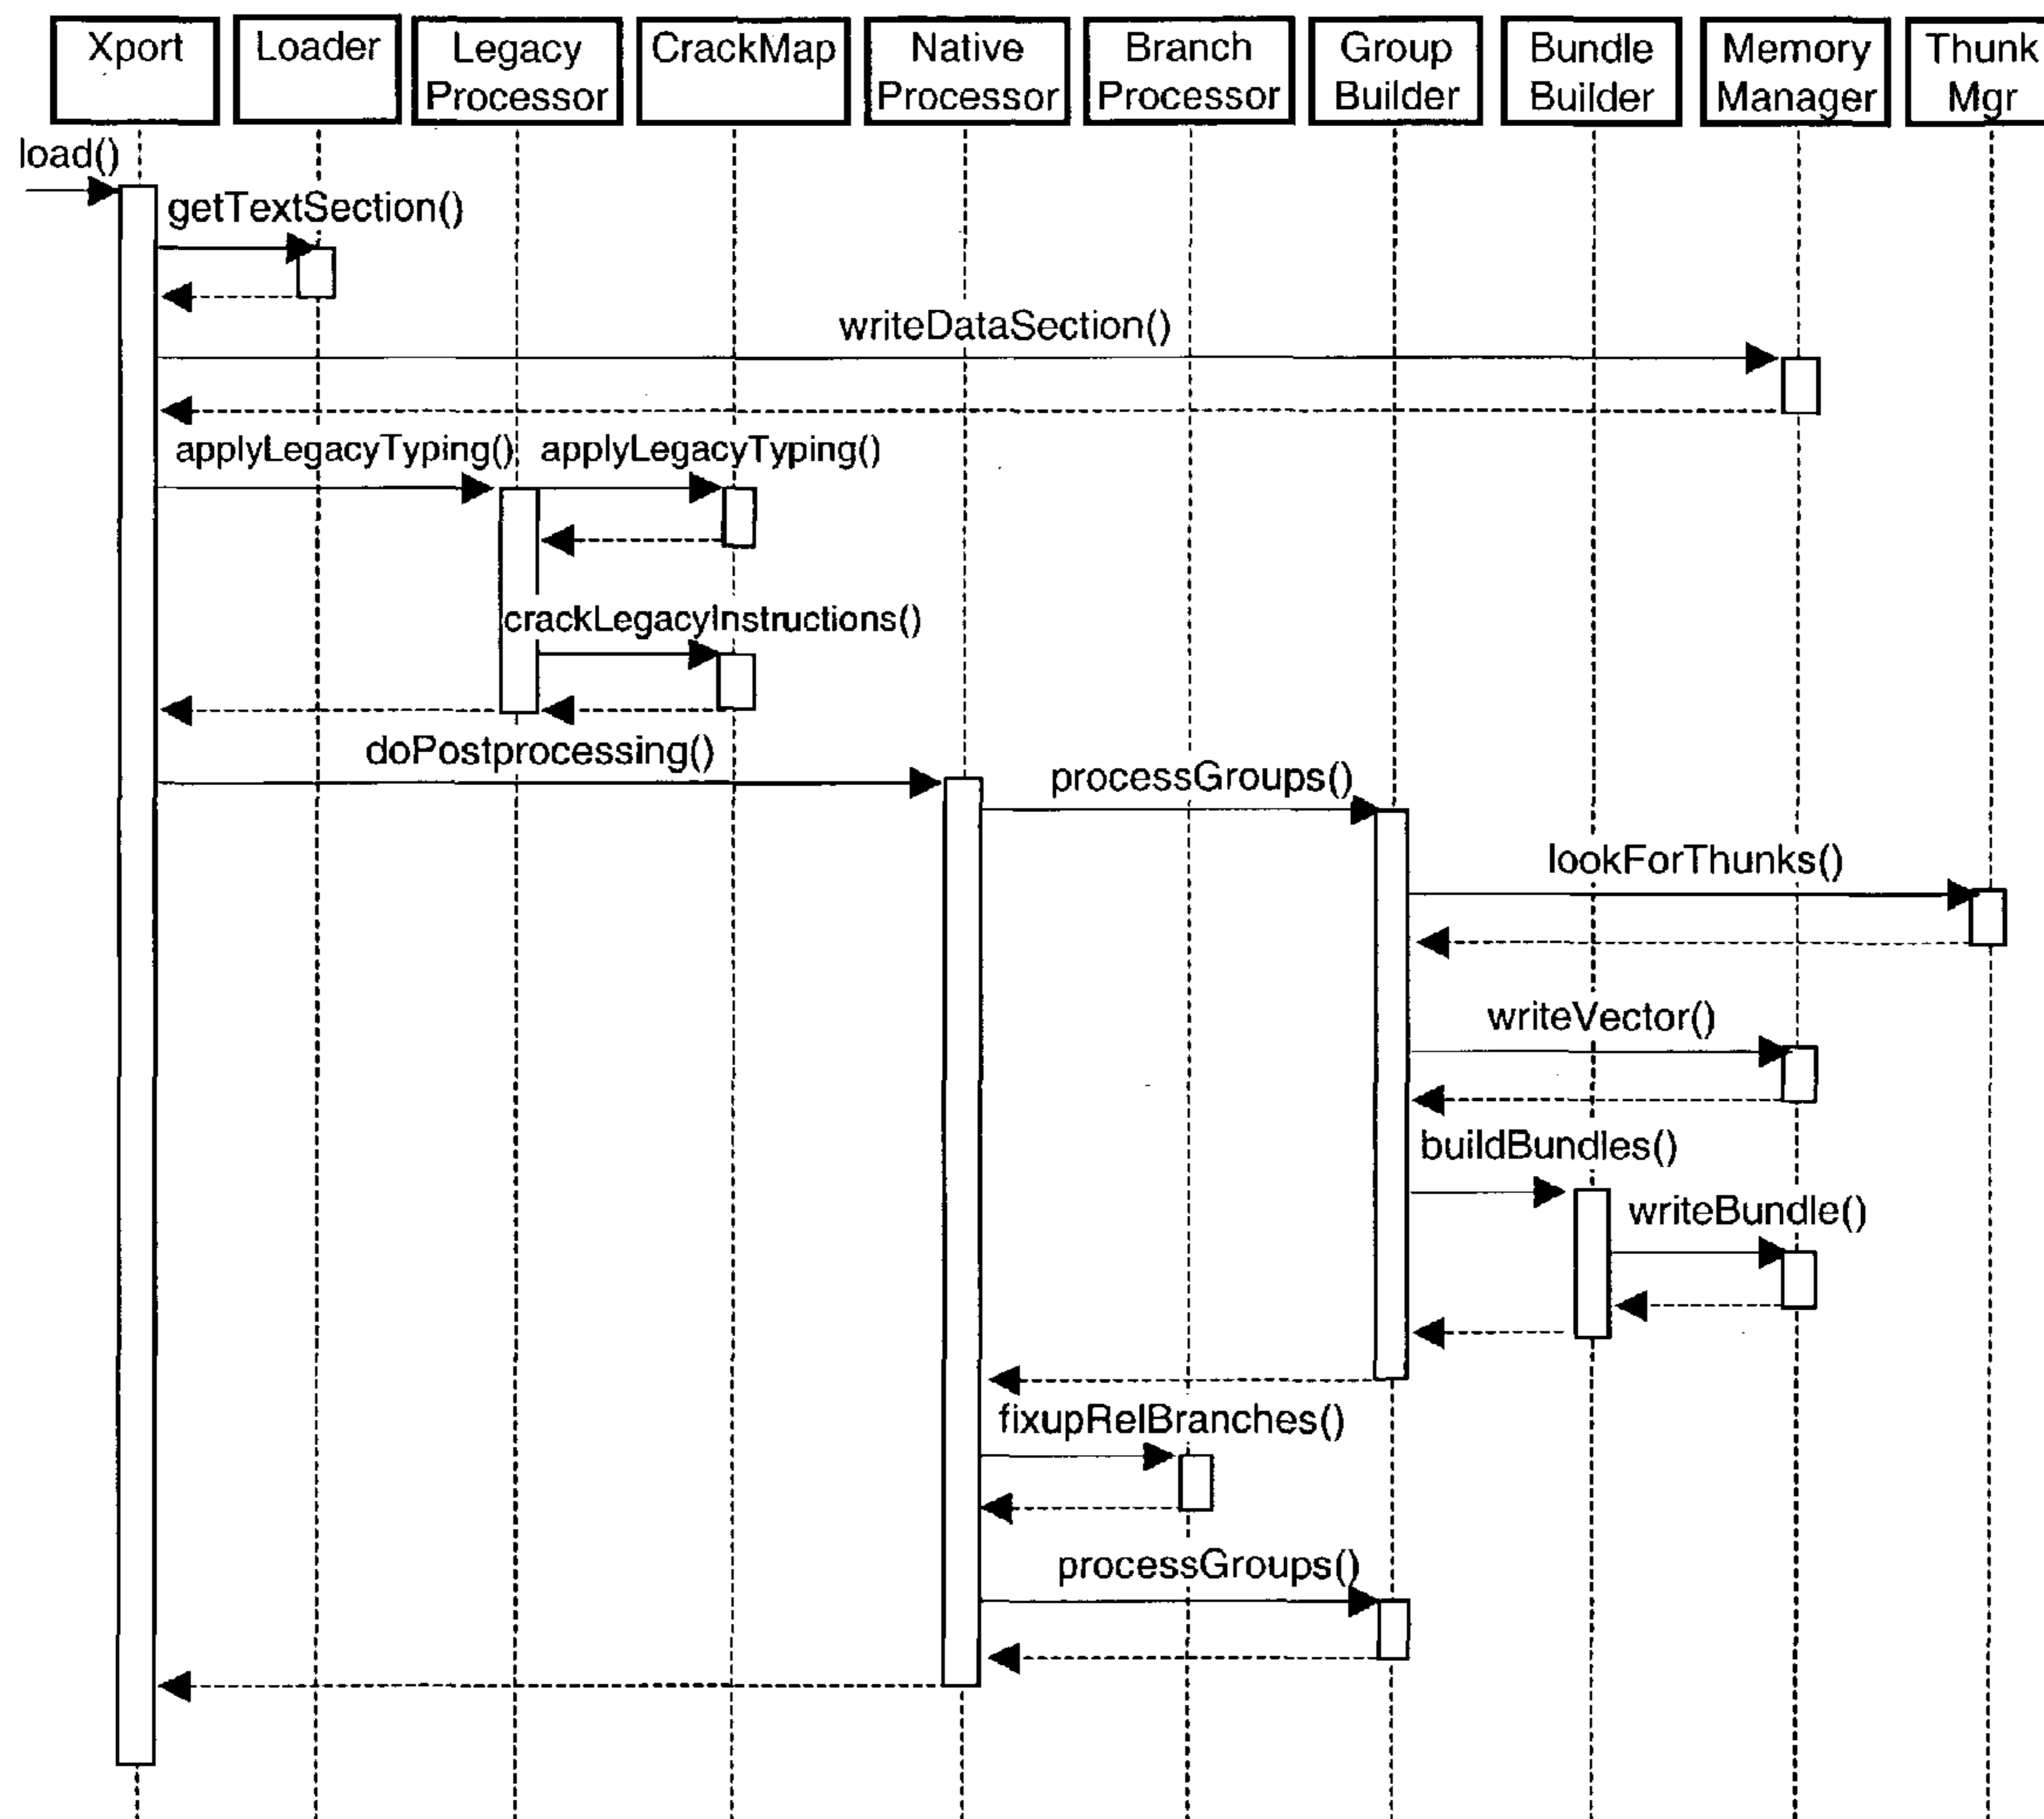 Xport
Loader
Legacy
Processor
CrackMap
Native
Processor
Branch
Processor
Group
Builder
Bundle
Builder
Memory
Manager
Thunk
Mgr
load()
getTextSection()
writeDataSection()
applyLegacyTyping() applyLegacyTyping()
crackLegacyInstructions()
doPostprocessing()
processGroups()
lookForThunks()
writeVector()
buildBundles()
writeBundle()
fixupRelBranches()
processGroups()